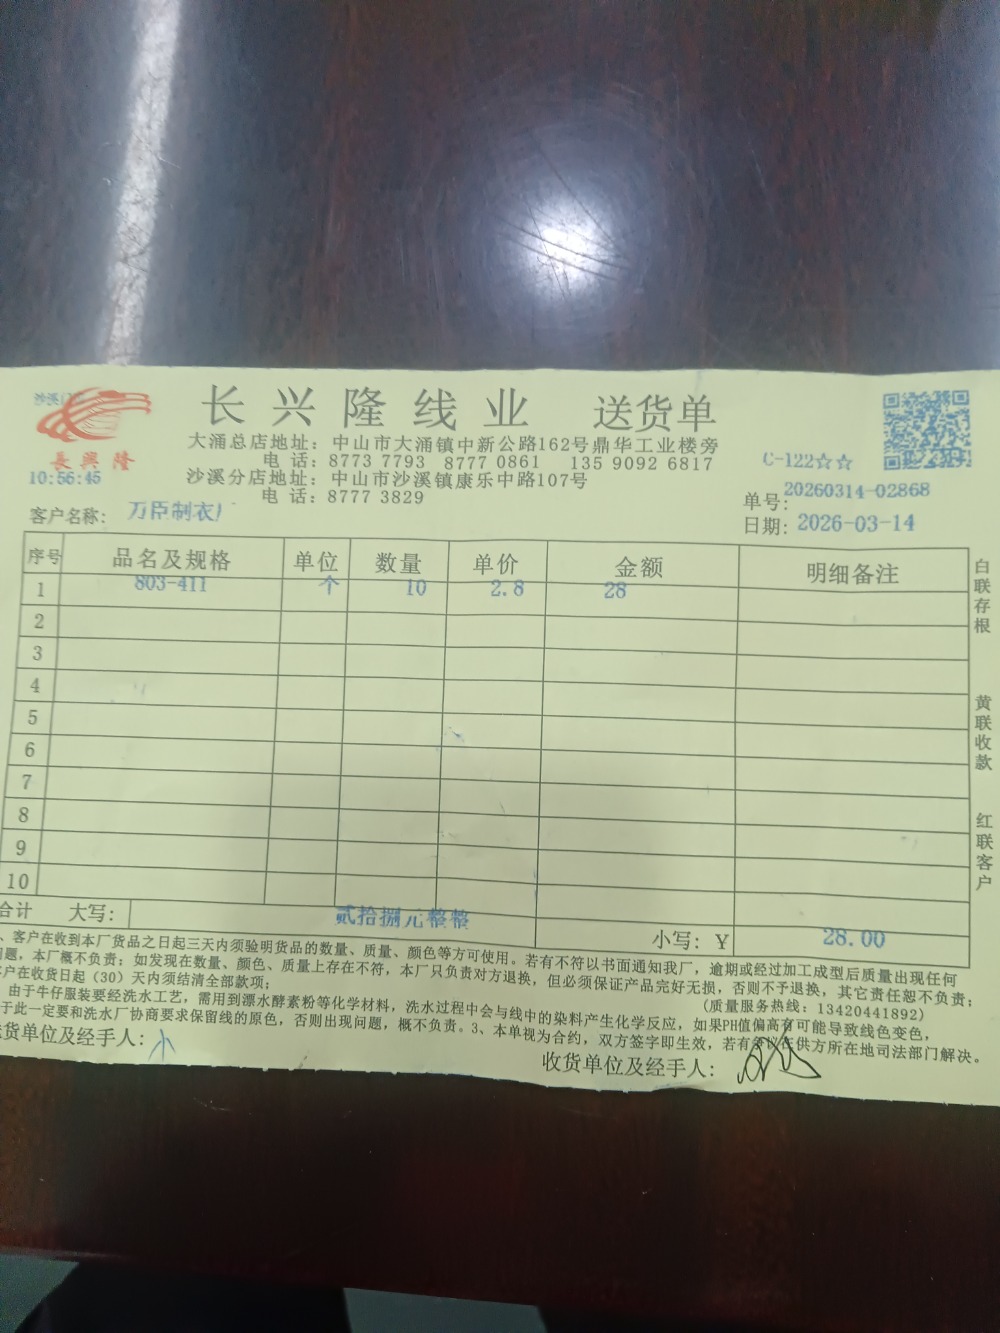 长兴隆线业 送货单
長興隆
大涌总店地址：中山市大涌镇中新公路162号鼎华工业楼旁
电 话：8773 7793 8777 0861 135 9092 6817
沙溪分店地址：中山市沙溪镇康乐中路107号
电 话：8777 3829
C-122☆☆
10:56:45
单号：20260314-02868
日期：2026-03-14
客户名称： 万臣制衣厂
序号 品名及规格 单位 数量 单价 金额 明细备注
1 803-411 个 10 2.8 28
2
3
4
5
6
7
8
9
10
合计 大写： 贰拾捌元整整
小写：¥ 28.00
白联存根
黄联收款
红联客户
、客户在收到本厂货品之日起三天内须验明货品的数量、质量、颜色等方可使用。若有不符以书面通知我厂，逾期或经过加工成型后质量出现任何
问题，本厂概不负责；如发现在数量、颜色、质量上存在不符，本厂只负责对方退换，但必须保证产品完好无损，否则不予退换，其它责任恕不负责；
客户在收货日起（30）天内须结清全部款项；
（质量服务热线：13420441892）
由于牛仔服装要经洗水工艺，需用到漂水酵素粉等化学材料，洗水过程中会与线中的染料产生化学反应，如果PH值偏高有可能导致线色变色，
于此一定要和洗水厂协商要求保留线的原色，否则出现问题，概不负责。3、本单视为合约，双方签字即生效，若有争议在供方所在地司法部门解决。
送货单位及经手人：
收货单位及经手人：